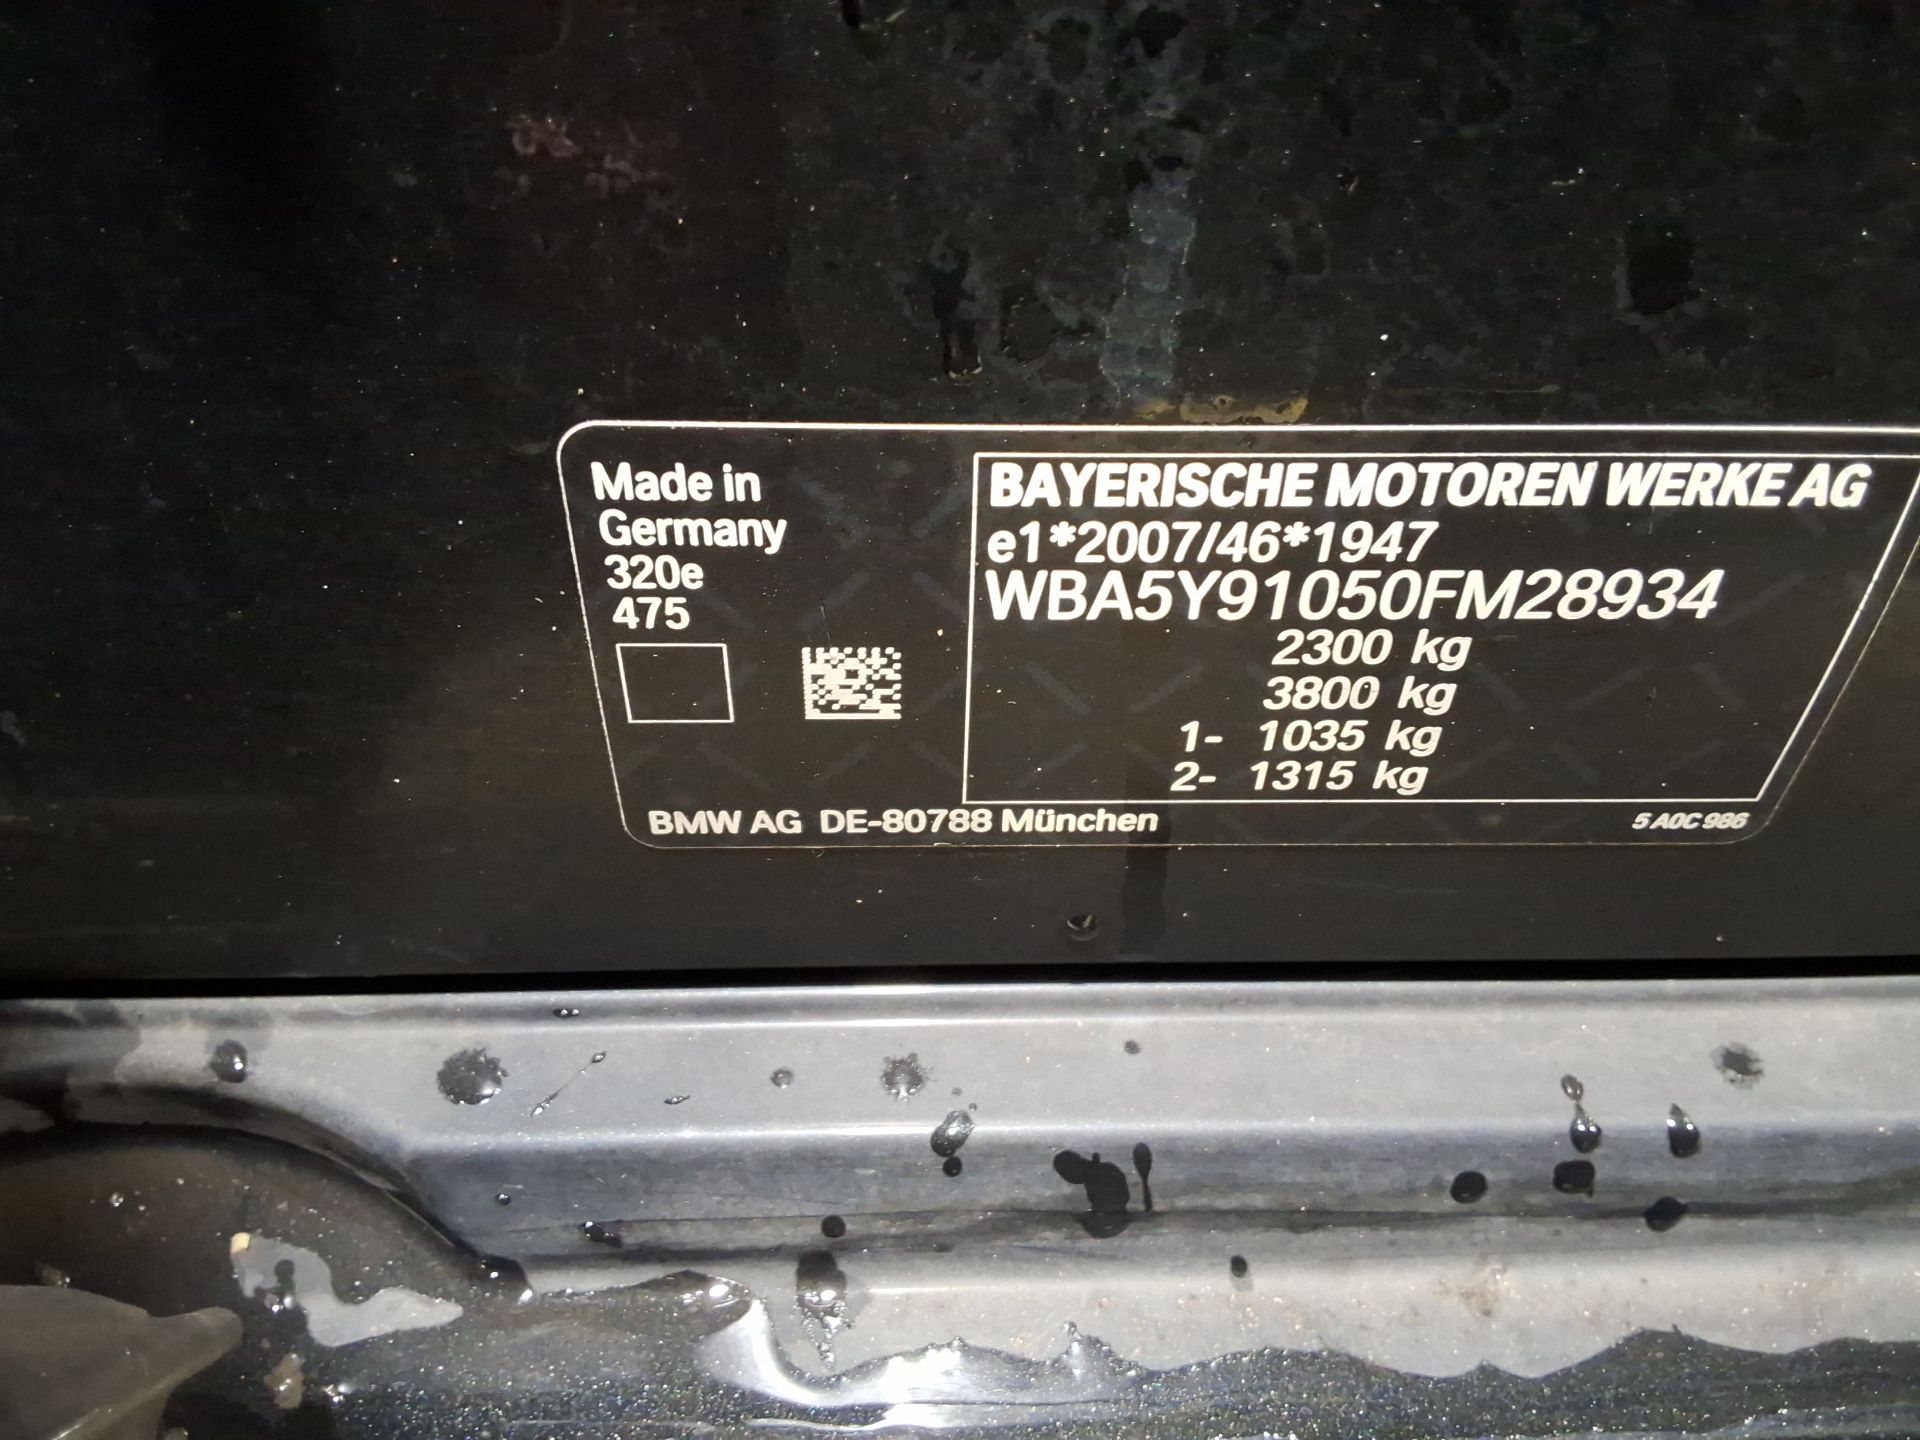 Made in
Germany
320e
475
BAYERISCHE MOTOREN WERKE AG
e1*2007/46*1947
WBA5Y91050FM28934
2300 kg
3800 kg
1- 1035 kg
2- 1315 kg
BMW AG DE-80788 München
5 A0C 986